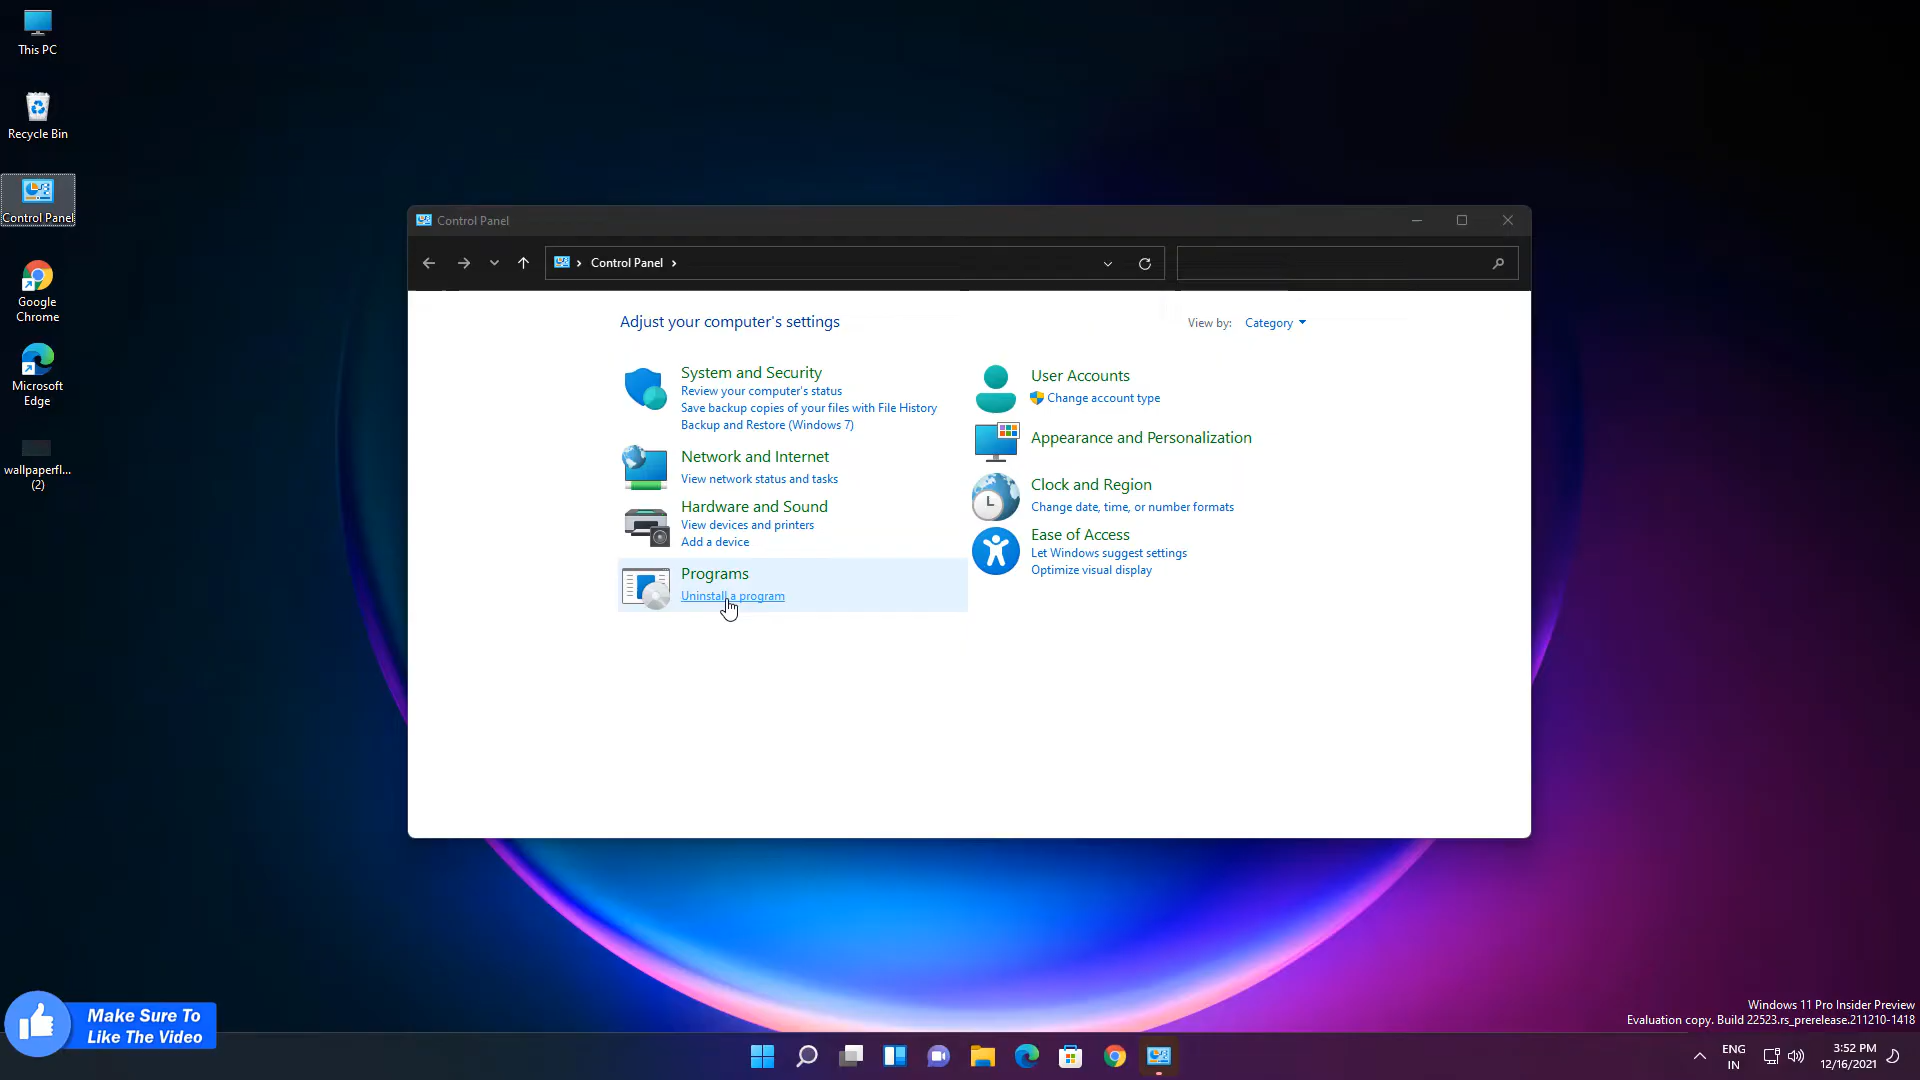 This PC
Recycle Bin
Control Panel
Google
Chrome
Microsoft
Edge
wallpaperfl...
(2)
Control Panel
Control Panel
Adjust your computer's settings
View by: Category
System and Security
Review your computer's status
Save backup copies of your files with File History
Backup and Restore (Windows 7)
Network and Internet
View network status and tasks
Hardware and Sound
View devices and printers
Add a device
Programs
Uninstall a program
User Accounts
Change account type
Appearance and Personalization
Clock and Region
Change date, time, or number formats
Ease of Access
Let Windows suggest settings
Optimize visual display
Make Sure To
Like The Video
Windows 11 Pro Insider Preview
Evaluation copy. Build 22523.rs_prerelease.211210-1418
ENG
IN
3:52 PM
12/16/2021